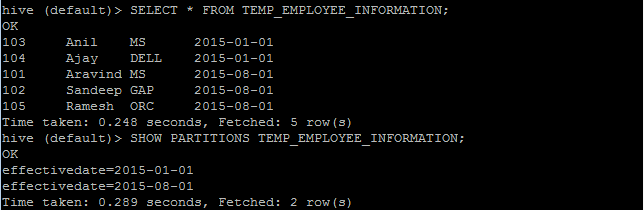 hive (default)> SELECT * FROM TEMP_EMPLOYEE_INFORMATION;
OK
103 Anil MS 2015-01-01
104 Ajay DELL 2015-01-01
101 Aravind MS 2015-08-01
102 Sandeep GAP 2015-08-01
105 Ramesh ORC 2015-08-01
Time taken: 0.248 seconds, Fetched: 5 row(s)
hive (default)> SHOW PARTITIONS TEMP_EMPLOYEE_INFORMATION;
OK
effectivedate=2015-01-01
effectivedate=2015-08-01
Time taken: 0.289 seconds, Fetched: 2 row(s)